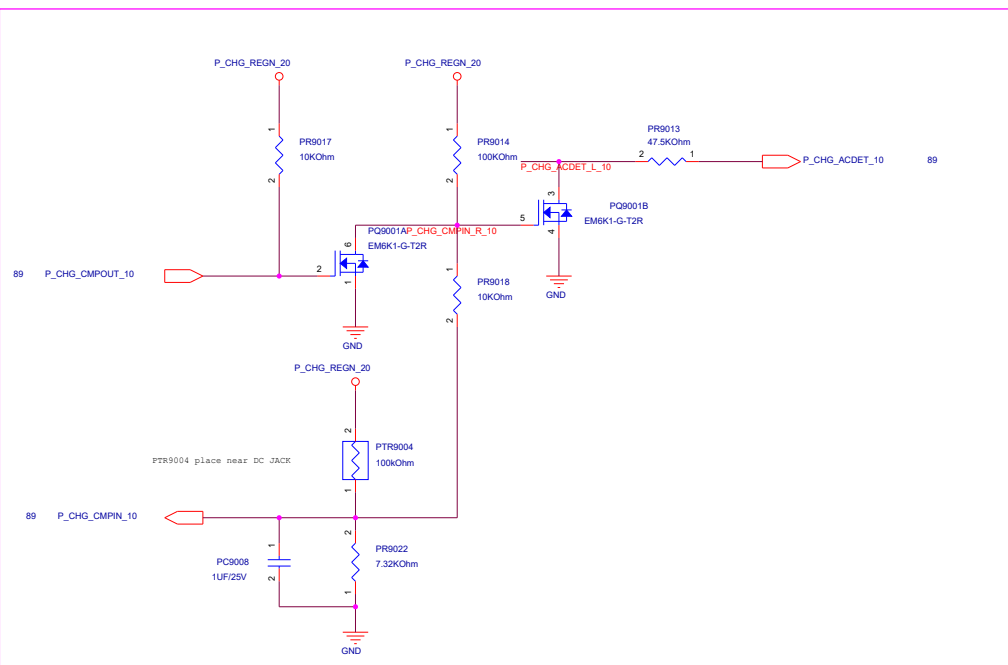 P_CHG_REGN_20
P_CHG_REGN_20
1
PR9017
10KOhm
2
1
PR9014
100KOhm
2
PR9013
47.5KOhm
2
1
P_CHG_ACDET_10
89
P_CHG_ACDET_L_10
3
5
PQ9001B
EM6K1-G-T2R
4
GND
PQ9001A
P_CHG_CMPIN_R_10
EM6K1-G-T2R
6
2
1
GND
89
P_CHG_CMPOUT_10
1
PR9018
10KOhm
2
P_CHG_REGN_20
2
PTR9004
100kOhm
1
PTR9004 place near DC JACK
89
P_CHG_CMPIN_10
1
PC9008
1UF/25V
2
2
PR9022
7.32KOhm
1
GND